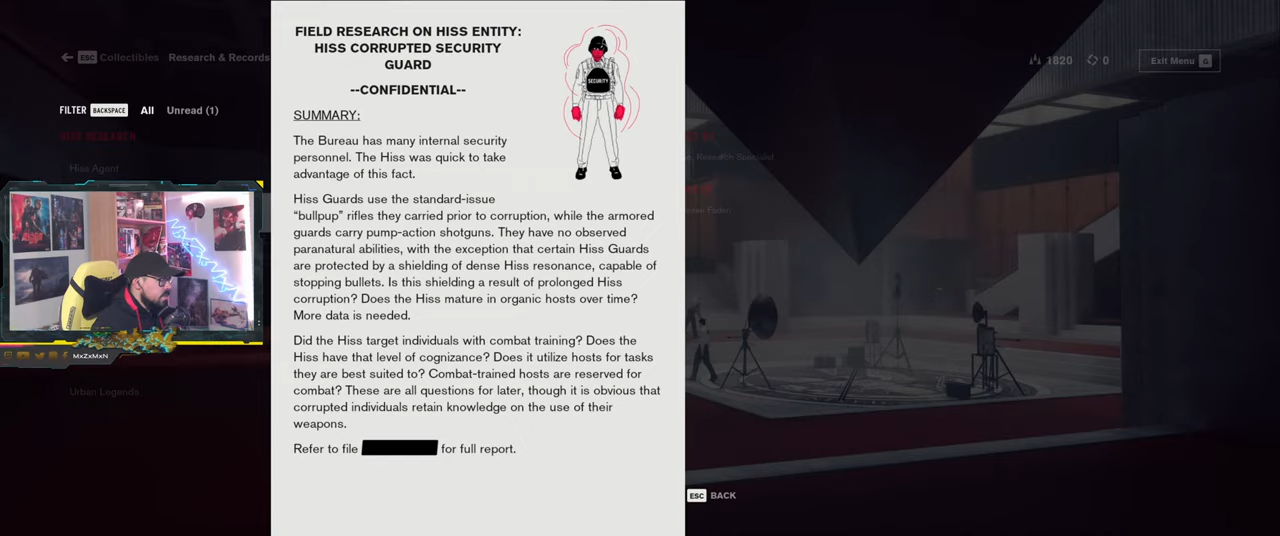 FIELD RESEARCH ON HISS ENTITY:
HISS CORRUPTED SECURITY
GUARD
--CONFIDENTIAL--
SUMMARY:
The Bureau has many internal security
personnel. The Hiss was quick to take
advantage of this fact.
Hiss Guards use the standard-issue
“bullpup” rifles they carried prior to corruption, while the armored
guards carry pump-action shotguns. They have no observed
paranatural abilities, with the exception that certain Hiss Guards
are protected by a shielding of dense Hiss resonance, capable of
stopping bullets. Is this shielding a result of prolonged Hiss
corruption? Does the Hiss mature in organic hosts over time?
More data is needed.
Did the Hiss target individuals with combat training? Does the
Hiss have that level of cognizance? Does it utilize hosts for tasks
they are best suited to? Combat-trained hosts are reserved for
combat? These are all questions for later, though it is obvious that
corrupted individuals retain knowledge on the use of their
weapons.
Refer to file for full report.
SECURITY
ESC Collectibles Research & Records
FILTER BACKSPACE All Unread (1)
HISS RESEARCH
Hiss Agent
Urban Legends
MxZxMxN
1820 0
Exit Menu G
Research Specialist
ESC BACK